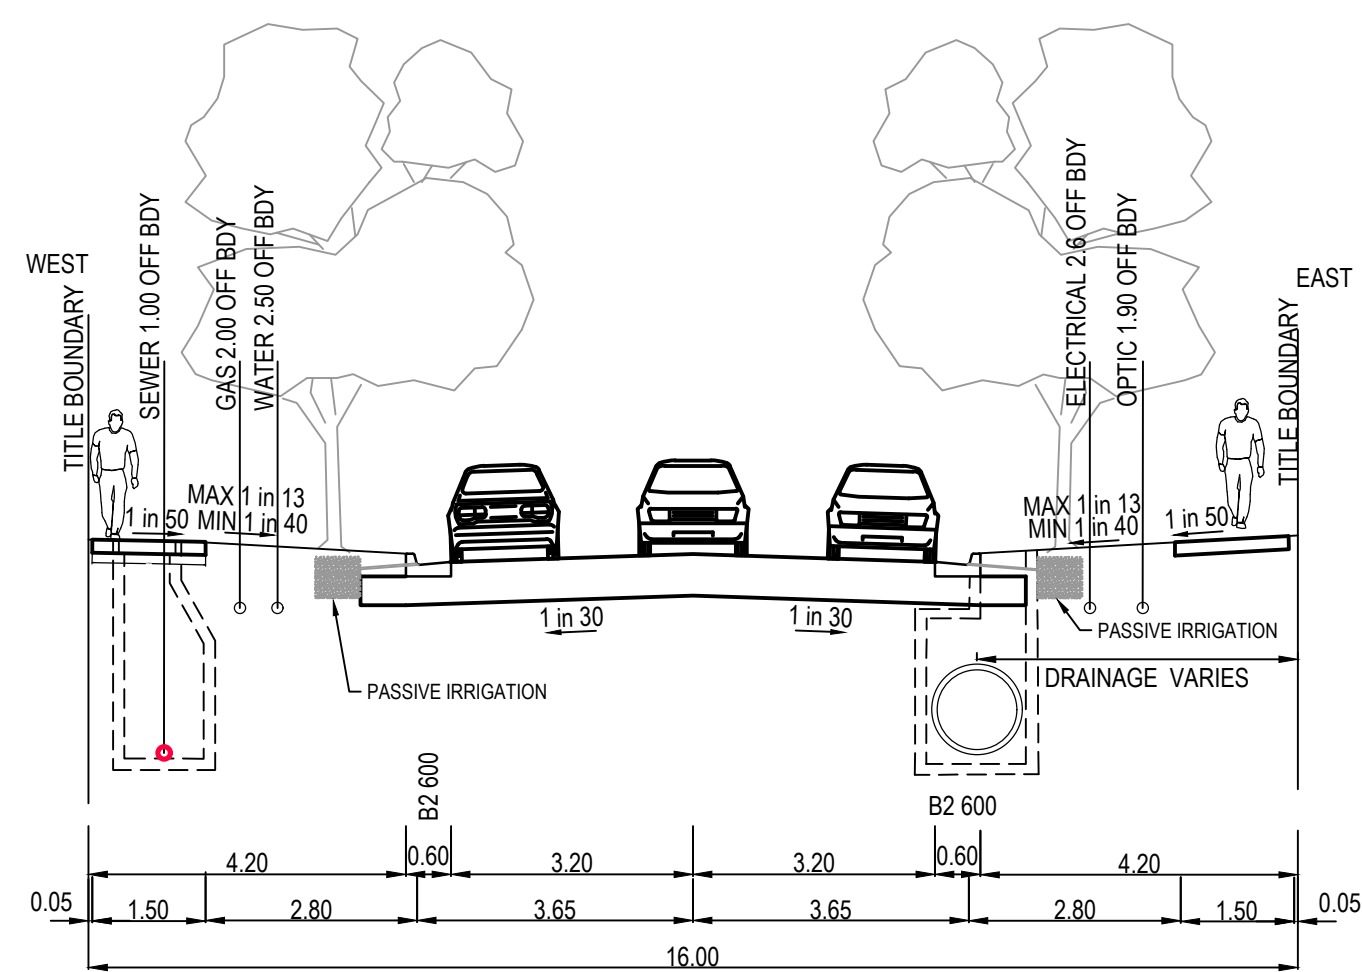 WEST
EAST
TITLE BOUNDARY
SEWER 1.00 OFF BDY
GAS 2.00 OFF BDY
WATER 2.50 OFF BDY
ELECTRICAL 2.6 OFF BDY
OPTIC 1.90 OFF BDY
TITLE BOUNDARY
1 in 50
MAX 1 in 13
MIN 1 in 40
MAX 1 in 13
MIN 1 in 40
1 in 50
1 in 30
1 in 30
PASSIVE IRRIGATION
PASSIVE IRRIGATION
DRAINAGE VARIES
B2 600
B2 600
4.20 0.60 3.20 3.20 0.60 4.20
0.05 1.50 2.80 3.65 3.65 2.80 1.50 0.05
16.00